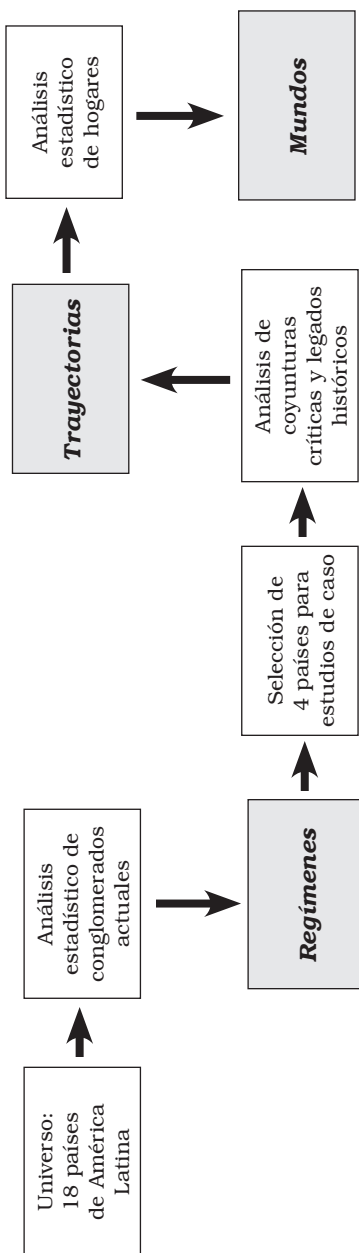 Universo:
18 países
de América
Latina
Análisis
estadístico de
conglomerados
actuales
Regímenes
Selección de
4 países para
estudios de caso
Análisis de
coyunturas
críticas y legados
históricos
Trayectorias
Análisis
estadístico
de hogares
Mundos